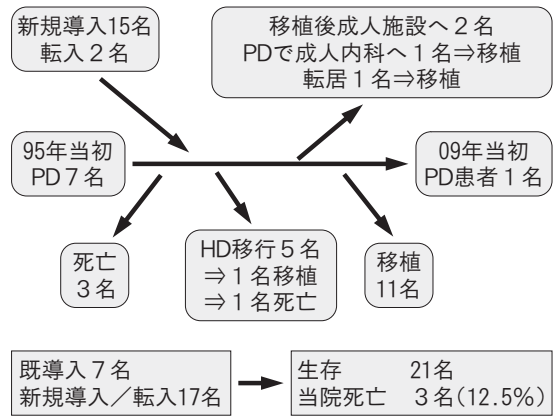 新規導入15名
転入２名
移植後成人施設へ２名
PDで成人内科へ１名⇒移植
転居１名⇒移植
95年当初
PD７名
09年当初
PD患者１名
死亡
３名
HD移行５名
⇒１名移植
⇒１名死亡
移植
11名
既導入７名
新規導入／転入17名
生存　　　21名
当院死亡　３名(12.5％)